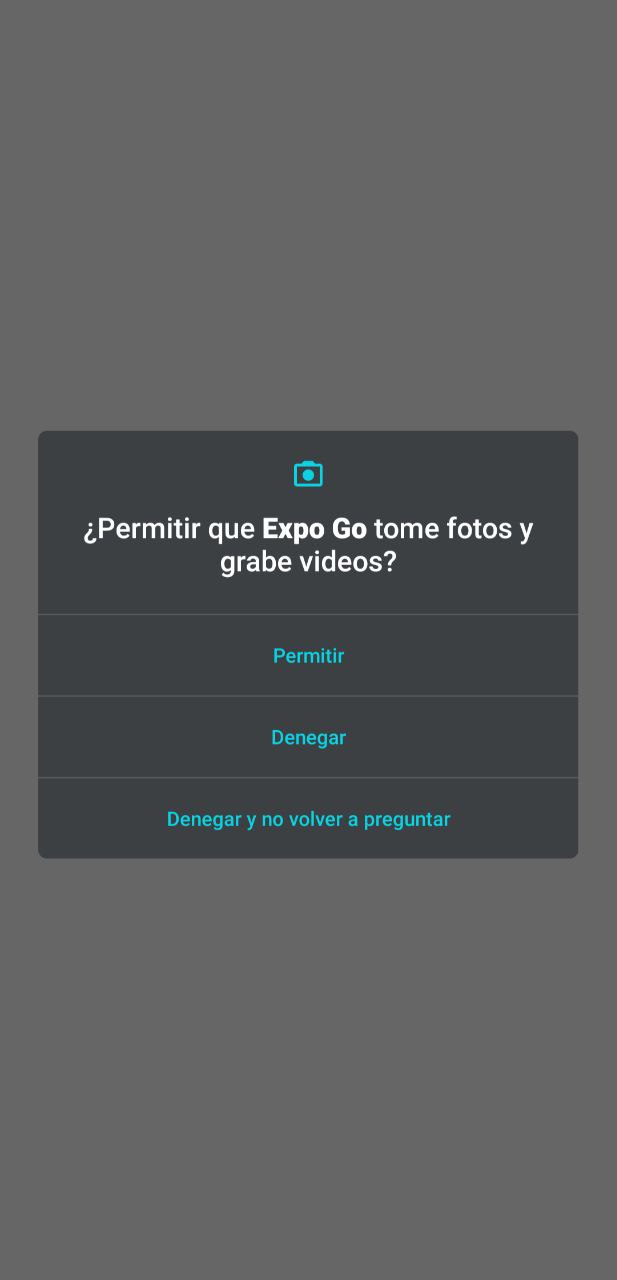 ¿Permitir que Expo Go tome fotos y
grabe videos?
Permitir
Denegar
Denegar y no volver a preguntar